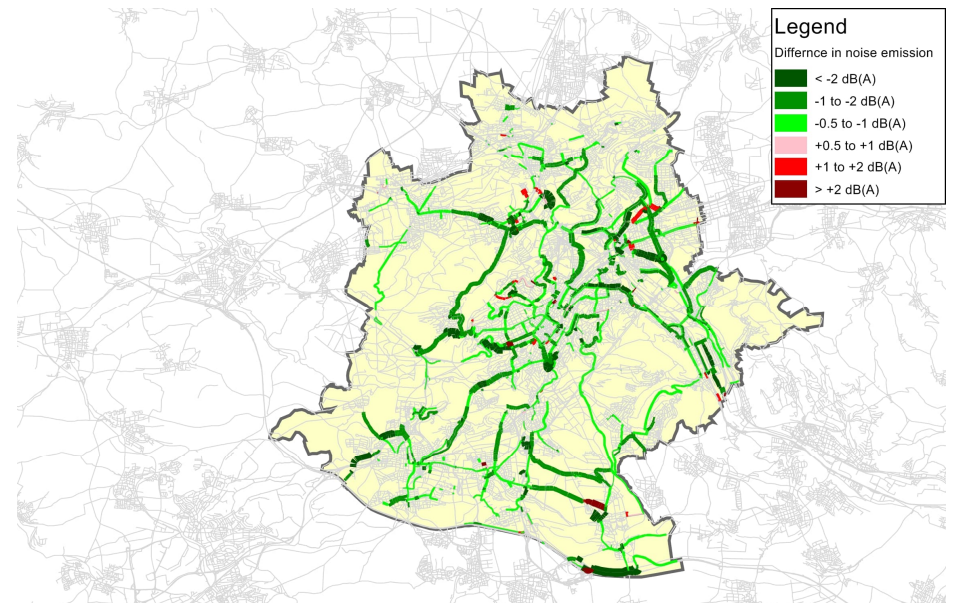 Legend
Differnce in noise emission
< -2 dB(A)
-1 to -2 dB(A)
-0.5 to -1 dB(A)
+0.5 to +1 dB(A)
+1 to +2 dB(A)
> +2 dB(A)